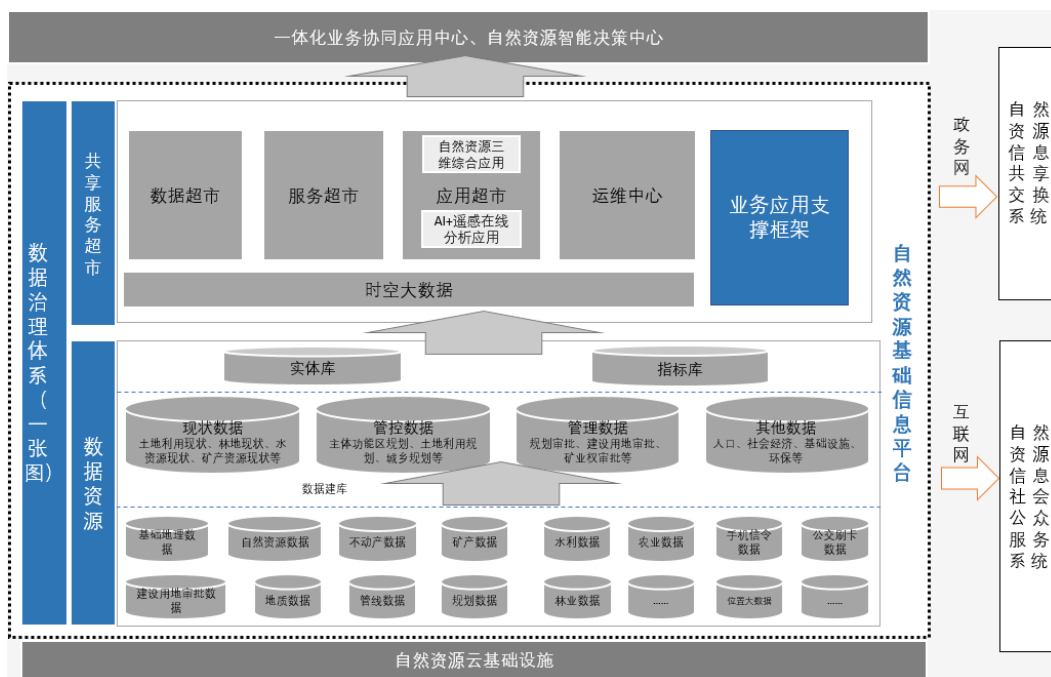 一体化业务协同应用中心、自然资源智能决策中心
数据治理体系（一张图）
共享服务超市
数据超市
服务超市
自然资源三
维综合应用
应用超市
AI+遥感在线
分析应用
运维中心
业务应用支
撑框架
时空大数据
自然资源基础信息平台
数据资源
实体库
指标库
现状数据
土地利用现状、林地现状、水
资源现状、矿产资源现状等
管控数据
主体功能区规划、土地利用规
划、城乡规划等
管理数据
规划审批、建设用地审批、
矿业权审批等
其他数据
人口、社会经济、基础设施、
环保等
数据建库
基础地理数
据
自然资源数据
不动产数据
矿产数据
水利数据
农业数据
手机信令
数据
公交刷卡
数据
建设用地审批数
据
地质数据
管线数据
规划数据
林业数据
......
位置大数据
......
自然资源云基础设施
政务网
自然
资源
信息
共享
交换
系统
互联网
自然
资源
信息
社会
公众
服务
系统